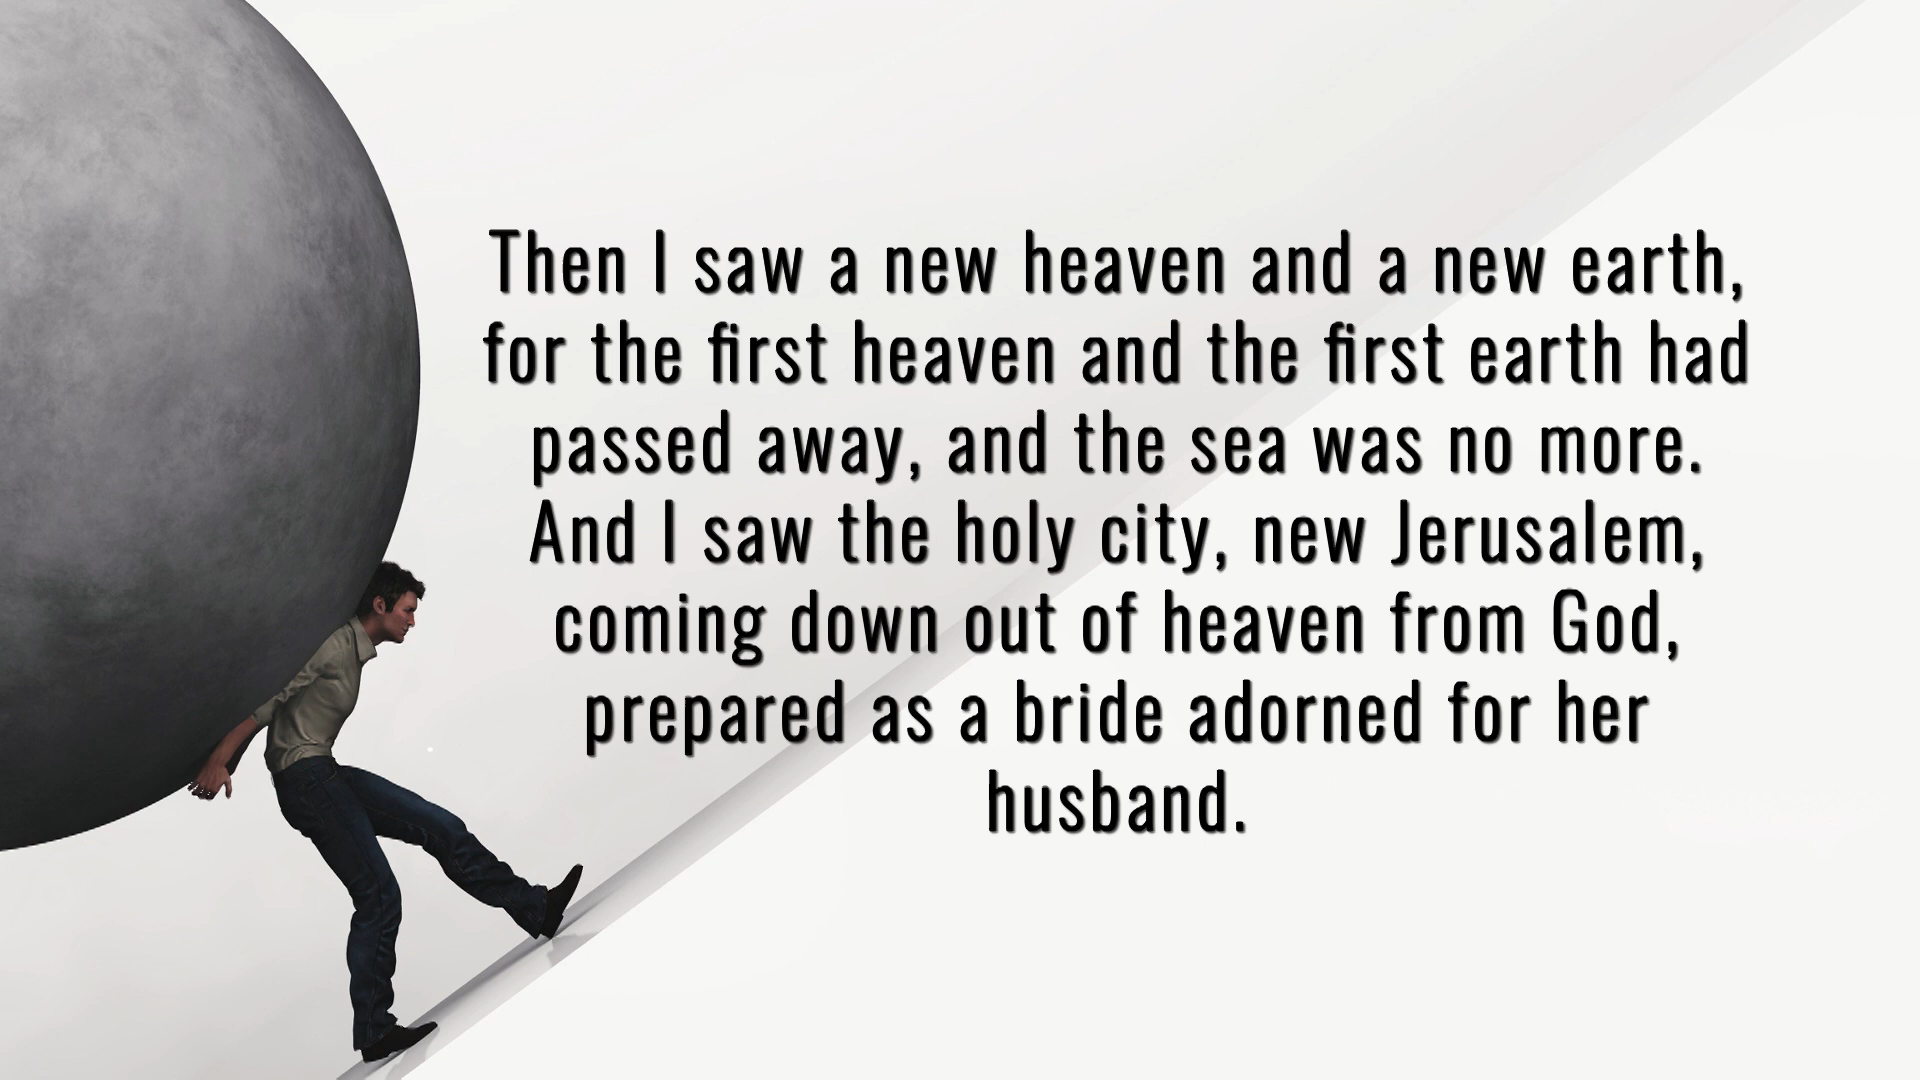 Then I saw a new heaven and a new earth,
for the first heaven and the first earth had
passed away, and the sea was no more.
And I saw the holy city, new Jerusalem,
coming down out of heaven from God,
prepared as a bride adorned for her
husband.